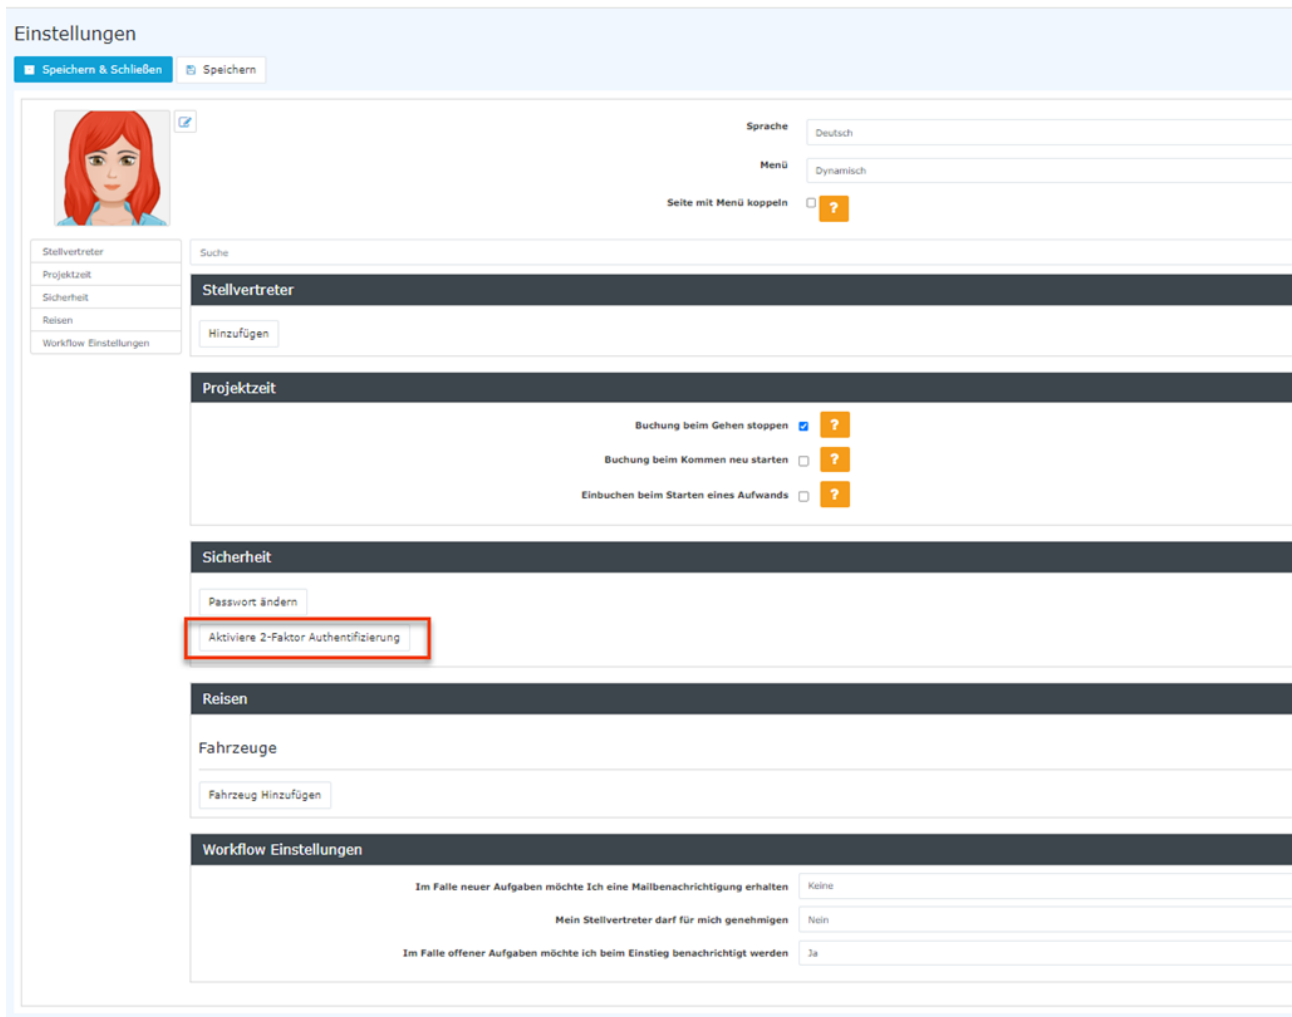 Einstellungen
Speichern & Schließen Speichern
Sprache Deutsch
Menü Dynamisch
Seite mit Menü koppeln ?
Stellvertreter
Projektzeit
Sicherheit
Reisen
Workflow Einstellungen
Suche
Stellvertreter
Hinzufügen
Projektzeit
Buchung beim Gehen stoppen ?
Buchung beim Kommen neu starten ?
Einbuchen beim Starten eines Aufwands ?
Sicherheit
Passwort ändern
Aktiviere 2-Faktor Authentifizierung
Reisen
Fahrzeuge
Fahrzeug Hinzufügen
Workflow Einstellungen
Im Falle neuer Aufgaben möchte Ich eine Mailbenachrichtigung erhalten Keine
Mein Stellvertreter darf für mich genehmigen Nein
Im Falle offener Aufgaben möchte ich beim Einstieg benachrichtigt werden Ja